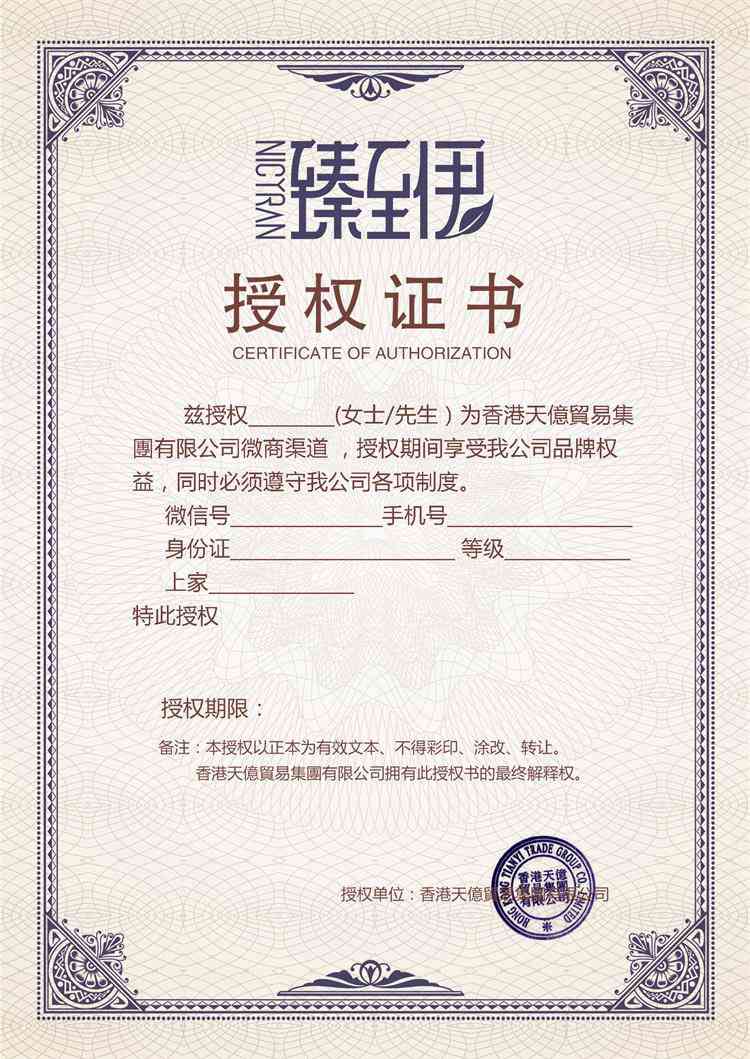 NICYRAN
臻至伊
授权证书
CERTIFICATE OF AUTHORIZATION
兹授权________(女士/先生）为香港天億貿易集
團有限公司微商渠道 ，授权期间享受我公司品牌权
益，同时必须遵守我公司各项制度。
微信号______________手机号_________________
身份证_____________________ 等级____________
上家______________
特此授权
授权期限：
备注：本授权以正本为有效文本、不得彩印、涂改、转让。
香港天億貿易集團有限公司拥有此授权书的最终解释权。
HONG KONG TIANYI TRADE GROUP CO., LIMITED
香港天億
貿易集團
有限公司
授权单位：香港天億貿易集團有限公司